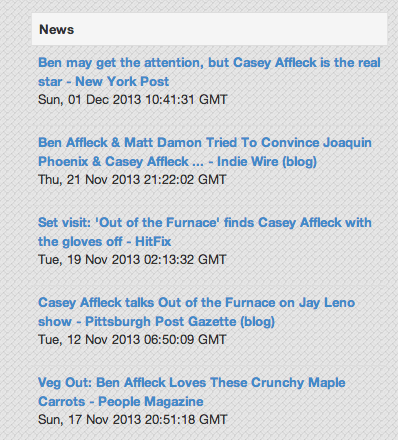 News
Ben may get the attention, but Casey Affleck is the real
star - New York Post
Sun, 01 Dec 2013 10:41:31 GMT
Ben Affleck & Matt Damon Tried To Convince Joaquin
Phoenix & Casey Affleck ... - Indie Wire (blog)
Thu, 21 Nov 2013 21:22:02 GMT
Set visit: 'Out of the Furnace' finds Casey Affleck with
the gloves off - HitFix
Tue, 19 Nov 2013 02:13:32 GMT
Casey Affleck talks Out of the Furnace on Jay Leno
show - Pittsburgh Post Gazette (blog)
Tue, 12 Nov 2013 06:50:09 GMT
Veg Out: Ben Affleck Loves These Crunchy Maple
Carrots - People Magazine
Sun, 17 Nov 2013 20:51:18 GMT